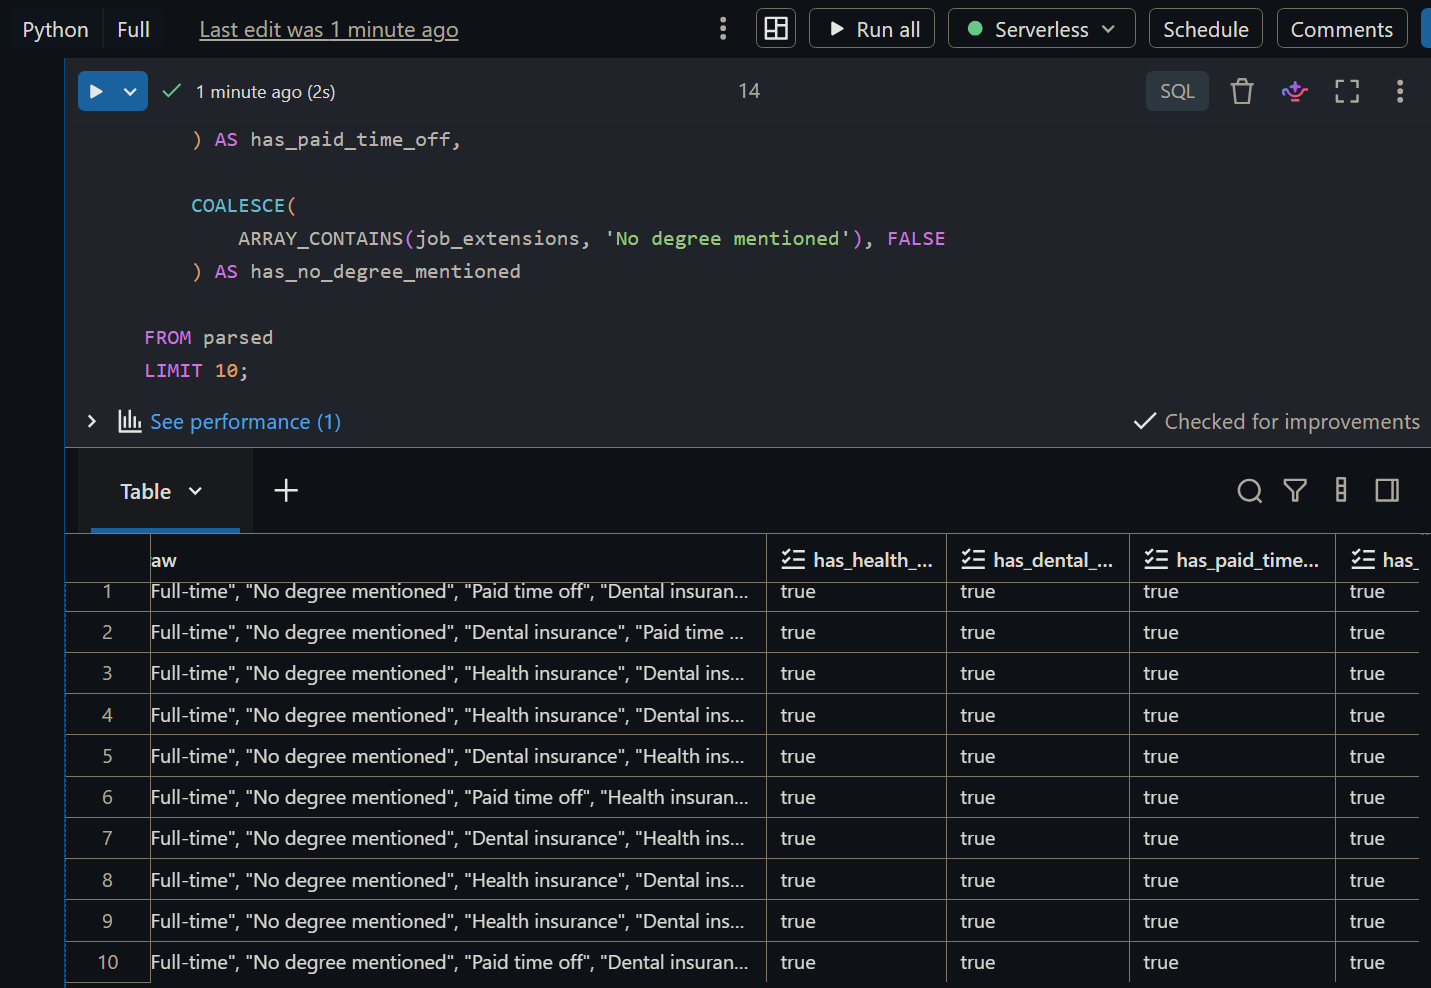 Python Full Last edit was 1 minute ago Run all Serverless Schedule Comments
1 minute ago (2s) 14 SQL
) AS has_paid_time_off,
COALESCE(
ARRAY_CONTAINS(job_extensions, 'No degree mentioned'), FALSE
) AS has_no_degree_mentioned
FROM parsed
LIMIT 10;
See performance (1) Checked for improvements
Table
aw has_health_... has_dental_... has_paid_time... has_
1 Full-time", "No degree mentioned", "Paid time off", "Dental insuran... true true true true
2 Full-time", "No degree mentioned", "Dental insurance", "Paid time ... true true true true
3 Full-time", "No degree mentioned", "Health insurance", "Dental ins... true true true true
4 Full-time", "No degree mentioned", "Health insurance", "Dental ins... true true true true
5 Full-time", "No degree mentioned", "Dental insurance", "Health ins... true true true true
6 Full-time", "No degree mentioned", "Paid time off", "Health insuran... true true true true
7 Full-time", "No degree mentioned", "Dental insurance", "Health ins... true true true true
8 Full-time", "No degree mentioned", "Health insurance", "Dental ins... true true true true
9 Full-time", "No degree mentioned", "Health insurance", "Dental ins... true true true true
10 Full-time", "No degree mentioned", "Paid time off", "Dental insuran... true true true true